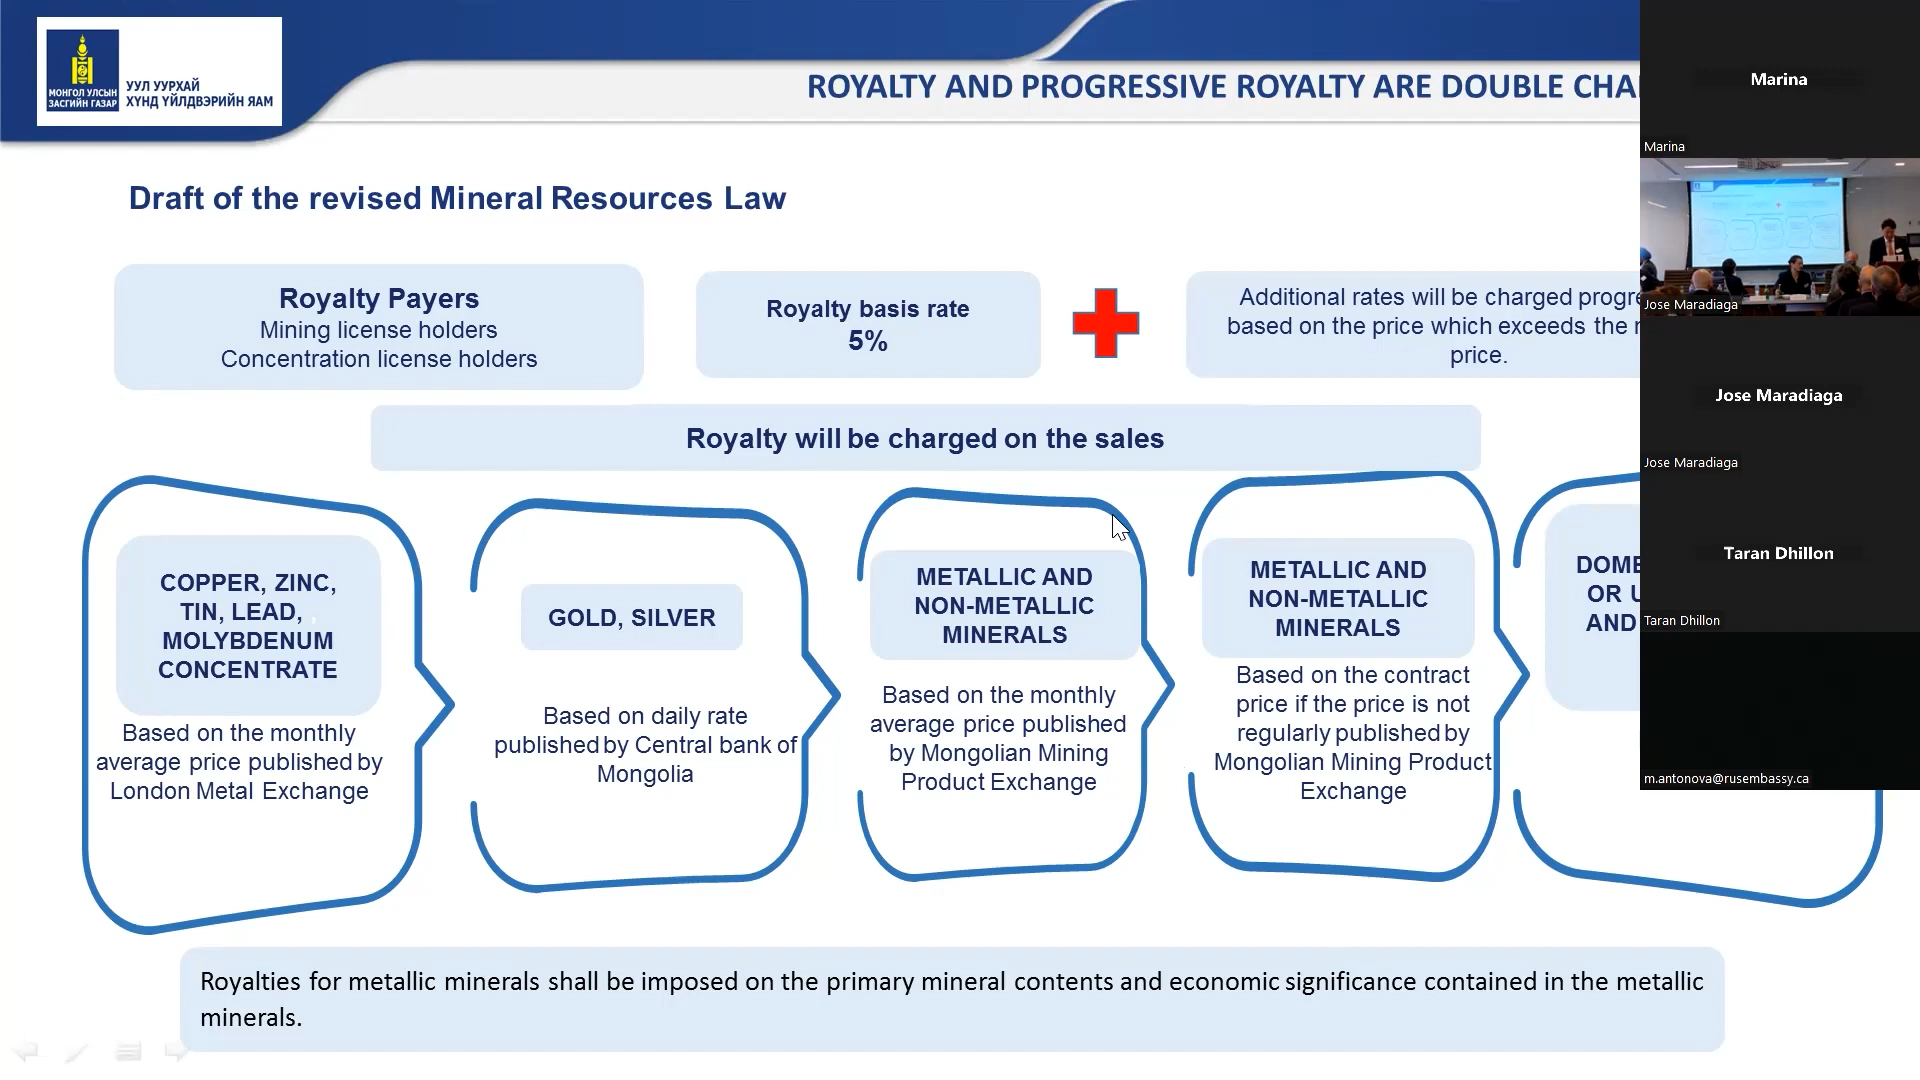 МОНГОЛ УЛСЫН
ЗАСГИЙН ГАЗАР
УУЛ УУРХАЙ
ХҮНД ҮЙЛДВЭРИЙН ЯАМ
ROYALTY AND PROGRESSIVE ROYALTY ARE DOUBLE
Draft of the revised Mineral Resources Law
Royalty Payers
Mining license holders
Concentration license holders
Royalty basis rate
5%
Additional rates will be charged
based on the price which exceeds the
price.
Royalty will be charged on the sales
COPPER, ZINC,
TIN, LEAD,
MOLYBDENUM
CONCENTRATE
Based on the monthly
average price published by
London Metal Exchange
GOLD, SILVER
Based on daily rate
published by Central bank of
Mongolia
METALLIC AND
NON-METALLIC
MINERALS
Based on the monthly
average price published
by Mongolian Mining
Product Exchange
METALLIC AND
NON-METALLIC
MINERALS
Based on the contract
price if the price is not
regularly published by
Mongolian Mining Product
Exchange
OR
AND
Royalties for metallic minerals shall be imposed on the primary mineral contents and economic significance contained in the metallic
minerals.
Marina
Marina
Jose Maradiaga
Jose Maradiaga
Jose Maradiaga
Taran Dhillon
Taran Dhillon
m.antonova@rusembassy.ca